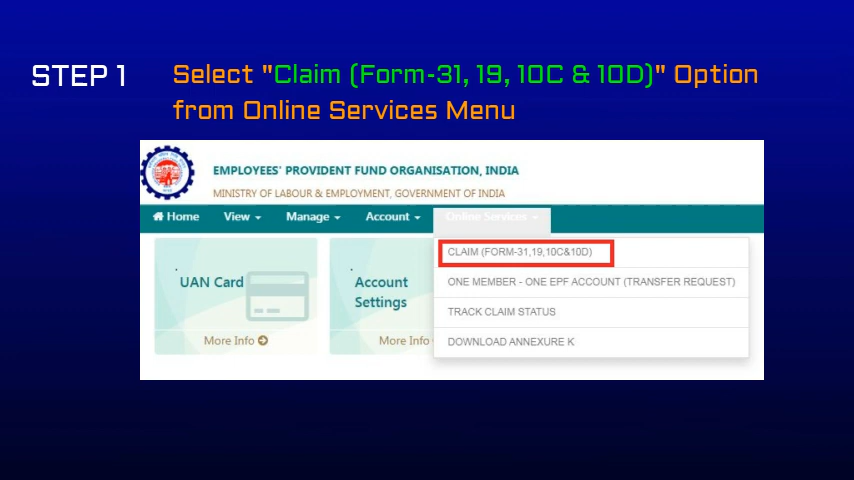 STEP 1
Select "Claim (Form-31, 19, 10C & 10D)" Option
from Online Services Menu
EMPLOYEES' PROVIDENT FUND ORGANISATION, INDIA
MINISTRY OF LABOUR & EMPLOYMENT, GOVERNMENT OF INDIA
Home View Manage Account Online Services
CLAIM (FORM-31,19,10C&10D)
ONE MEMBER - ONE EPF ACCOUNT (TRANSFER REQUEST)
TRACK CLAIM STATUS
DOWNLOAD ANNEXURE K
UAN Card
More Info
Account
Settings
More Info